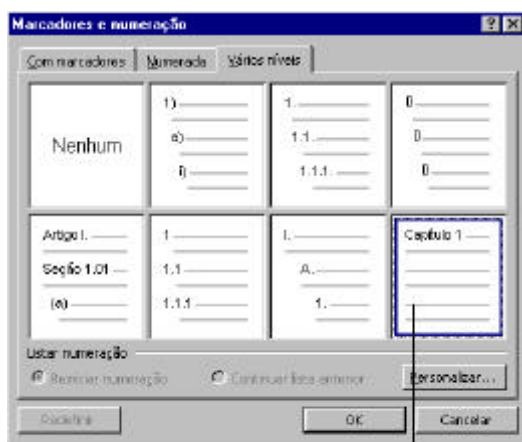 Marcadores e numeração
Com marcadores Numerada Vários níveis
Nenhum
1)
a)
i)
1.
1.1.
1.1.1.
Artigo I.
Seção 1.01
(a)
1
1.1
1.1.1
I.
A.
1.
Capítulo 1
Listar numeração
Reiniciar numeração Continuar lista anterior Personalizar...
Redefinir OK Cancelar